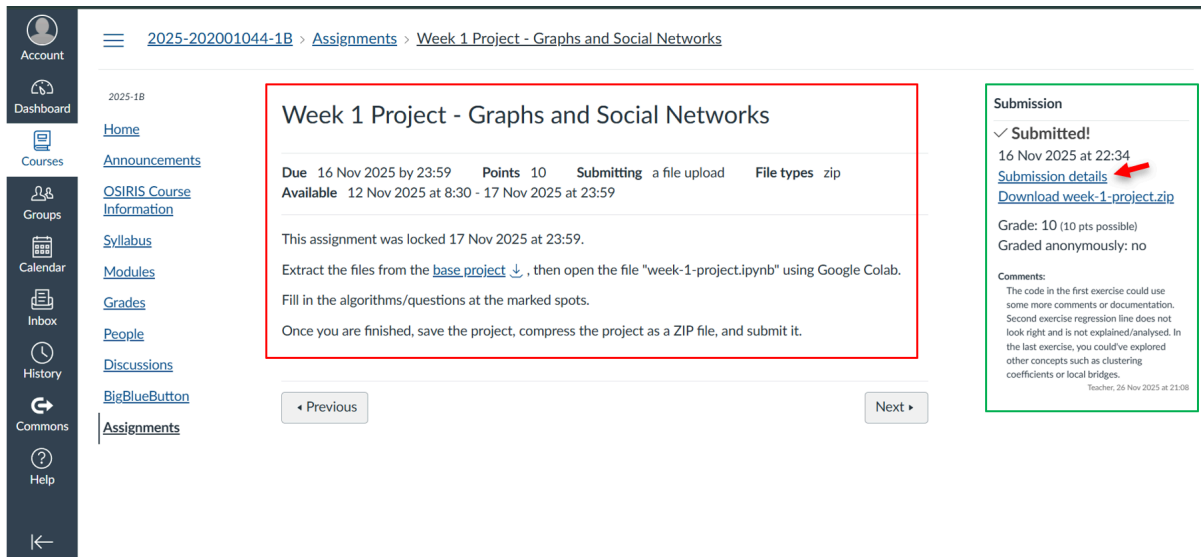 Account
Dashboard
Courses
Groups
Calendar
Inbox
History
Commons
Help
2025-202001044-1B > Assignments > Week 1 Project - Graphs and Social Networks
2025-1B
Home
Announcements
OSIRIS Course
Information
Syllabus
Modules
Grades
People
Discussions
BigBlueButton
Assignments
Week 1 Project - Graphs and Social Networks
Due 16 Nov 2025 by 23:59 Points 10 Submitting a file upload File types zip
Available 12 Nov 2025 at 8:30 - 17 Nov 2025 at 23:59
This assignment was locked 17 Nov 2025 at 23:59.
Extract the files from the base project , then open the file "week-1-project.ipynb" using Google Colab.
Fill in the algorithms/questions at the marked spots.
Once you are finished, save the project, compress the project as a ZIP file, and submit it.
Previous
Next
Submission
Submitted!
16 Nov 2025 at 22:34
Submission details
Download week-1-project.zip
Grade: 10 (10 pts possible)
Graded anonymously: no
Comments:
The code in the first exercise could use
some more comments or documentation.
Second exercise regression line does not
look right and is not explained/analysed. In
the last exercise, you could've explored
other concepts such as clustering
coefficients or local bridges.
Teacher, 26 Nov 2025 at 21:08